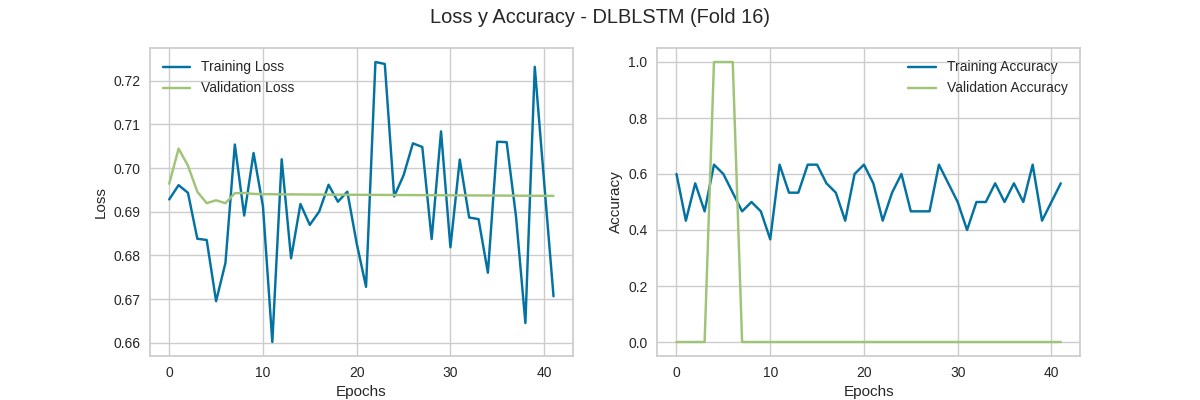 Loss y Accuracy - DLBLSTM (Fold 16)
Training Loss
Validation Loss
0.72
0.71
0.70
0.69
0.68
0.67
0.66
Loss
0 10 20 30 40
Epochs
Training Accuracy
Validation Accuracy
1.0
0.8
0.6
0.4
0.2
0.0
Accuracy
0 10 20 30 40
Epochs